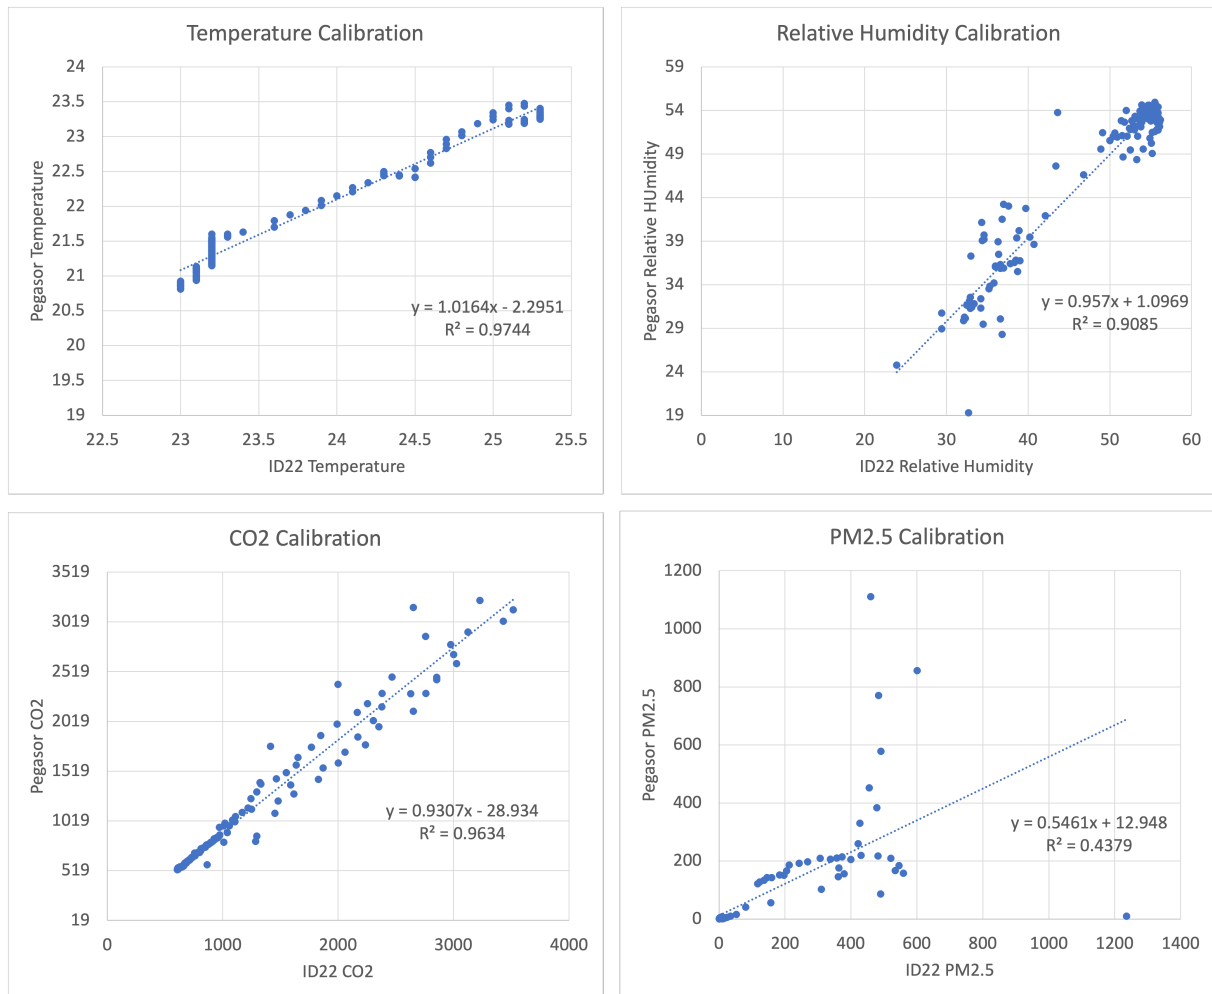 Temperature Calibration
24
23.5
23
22.5
22
21.5
21
20.5
20
19.5
19
Pegasor Temperature
y = 1.0164x - 2.2951
R² = 0.9744
22.5 23 23.5 24 24.5 25 25.5
ID22 Temperature
Relative Humidity Calibration
59
54
49
44
39
34
29
24
19
Pegasor Relative HUmidity
y = 0.957x + 1.0969
R² = 0.9085
0 10 20 30 40 50 60
ID22 Relative Humidity
CO2 Calibration
3519
3019
2519
2019
1519
1019
519
19
Pegasor CO2
y = 0.9307x - 28.934
R² = 0.9634
0 1000 2000 3000 4000
ID22 CO2
PM2.5 Calibration
1200
1000
800
600
400
200
0
Pegasor PM2.5
y = 0.5461x + 12.948
R² = 0.4379
0 200 400 600 800 1000 1200 1400
ID22 PM2.5